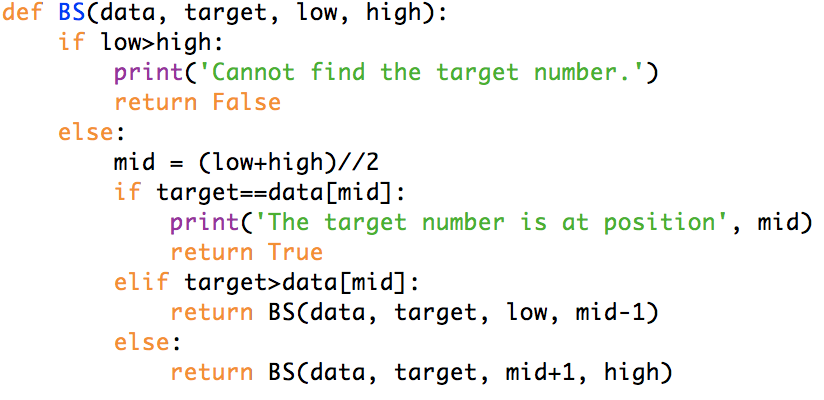 def BS(data, target, low, high):
    if low>high:
        print('Cannot find the target number.')
        return False
    else:
        mid = (low+high)//2
        if target==data[mid]:
            print('The target number is at position', mid)
            return True
        elif target>data[mid]:
            return BS(data, target, low, mid-1)
        else:
            return BS(data, target, mid+1, high)